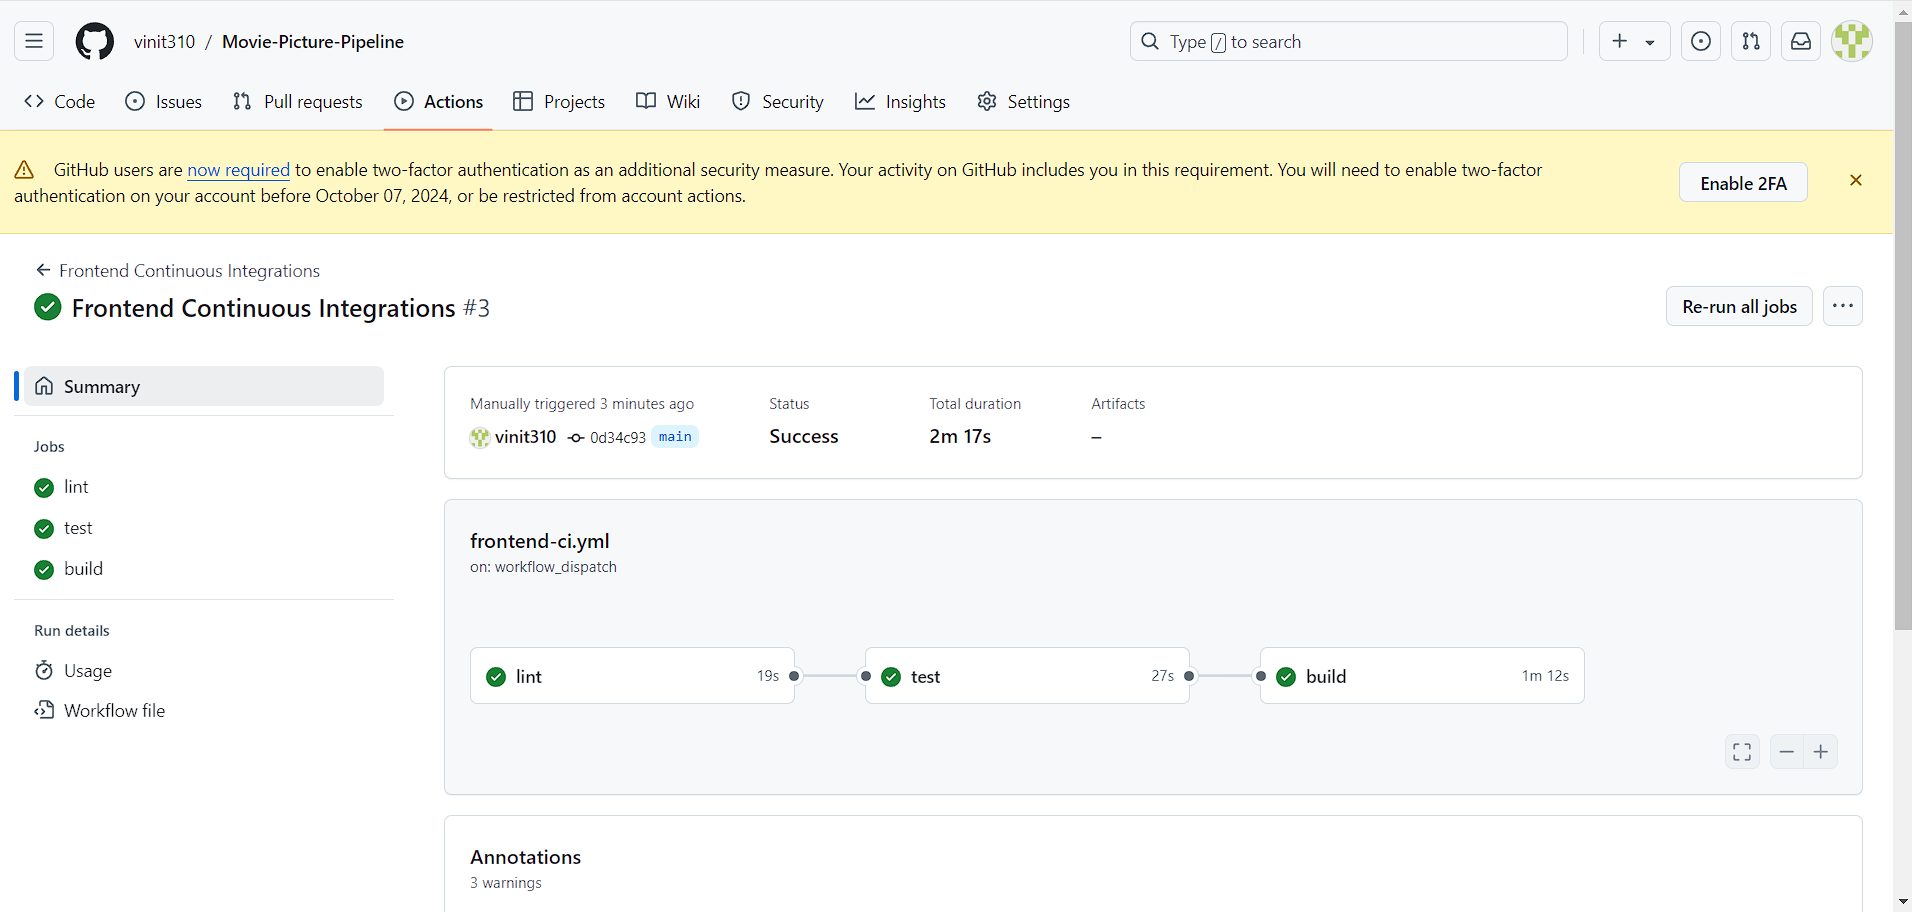 vinit310 / Movie-Picture-Pipeline
Type / to search
Code Issues Pull requests Actions Projects Wiki Security Insights Settings
GitHub users are now required to enable two-factor authentication as an additional security measure. Your activity on GitHub includes you in this requirement. You will need to enable two-factor
authentication on your account before October 07, 2024, or be restricted from account actions.
Enable 2FA
Frontend Continuous Integrations
Frontend Continuous Integrations #3
Re-run all jobs
Summary
Jobs
lint
test
build
Run details
Usage
Workflow file
Manually triggered 3 minutes ago
vinit310 0d34c93 main
Status
Success
Total duration
2m 17s
Artifacts
–
frontend-ci.yml
on: workflow_dispatch
lint 19s
test 27s
build 1m 12s
Annotations
3 warnings